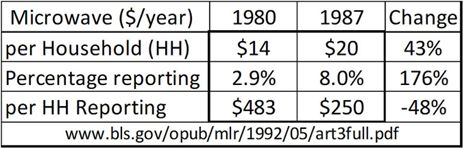 Microwave ($/year) 1980 1987 Change
per Household (HH) $14 $20 43%
Percentage reporting 2.9% 8.0% 176%
per HH Reporting $483 $250 -48%
www.bls.gov/opub/mlr/1992/05/art3full.pdf